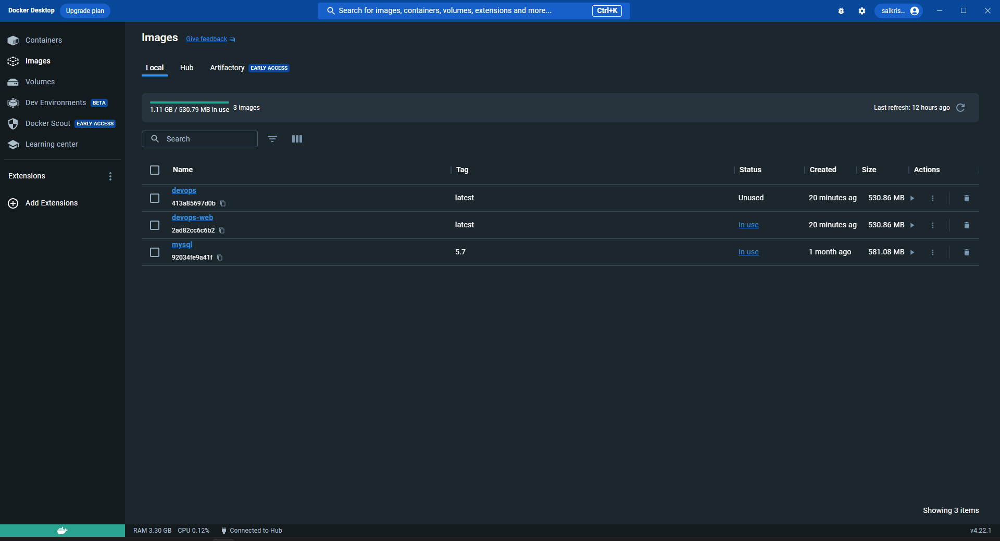 Docker Desktop Upgrade plan Search for images, containers, volumes, extensions and more... Ctrl+K saikris...
Containers
Images
Volumes
Dev Environments BETA
Docker Scout EARLY ACCESS
Learning center
Extensions
Add Extensions
Images Give feedback
Local Hub Artifactory EARLY ACCESS
1.11 GB / 530.79 MB in use 3 images Last refresh: 12 hours ago
Search
Name Tag Status Created Size Actions
devops
413a85697d0b latest Unused 20 minutes ag 530.86 MB
devops-web
2ad82cc6c6b2 latest In use 20 minutes ag 530.86 MB
mysql
92034fe9a41f 5.7 In use 1 month ago 581.08 MB
Showing 3 items
RAM 3.30 GB CPU 0.12% Connected to Hub v4.22.1